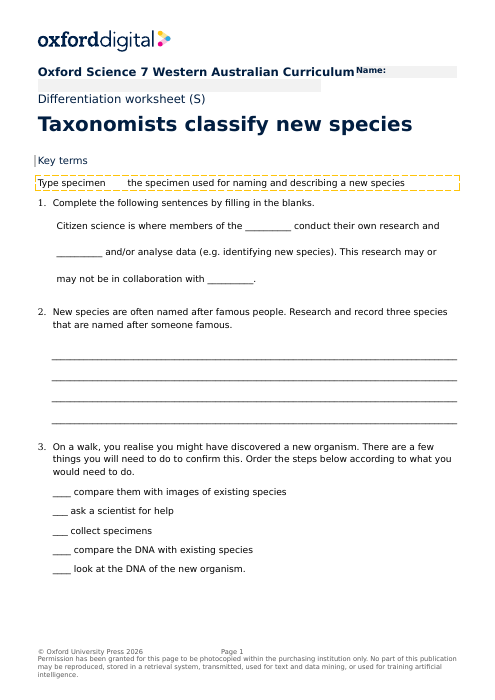 oxforddigital
Oxford Science 7 Western Australian Curriculum Name:
Differentiation worksheet (S)
Taxonomists classify new species
Key terms
Type specimen the specimen used for naming and describing a new species
1. Complete the following sentences by filling in the blanks.
Citizen science is where members of the _________ conduct their own research and
_________ and/or analyse data (e.g. identifying new species). This research may or
may not be in collaboration with _________.
2. New species are often named after famous people. Research and record three species
that are named after someone famous.
3. On a walk, you realise you might have discovered a new organism. There are a few
things you will need to do to confirm this. Order the steps below according to what you
would need to do.
____ compare them with images of existing species
___ ask a scientist for help
___ collect specimens
____ compare the DNA with existing species
____ look at the DNA of the new organism.
© Oxford University Press 2026 Page 1
Permission has been granted for this page to be photocopied within the purchasing institution only. No part of this publication
may be reproduced, stored in a retrieval system, transmitted, used for text and data mining, or used for training artificial
intelligence.